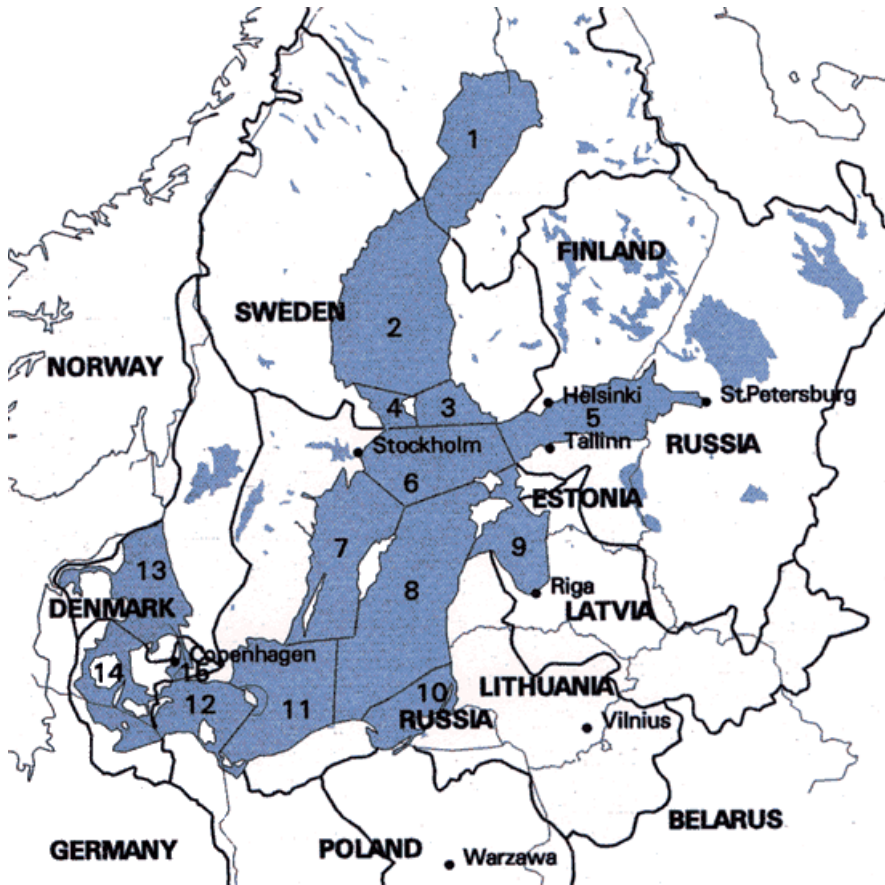 1
FINLAND
SWEDEN
2
NORWAY
Helsinki
St.Petersburg
4
3
5
Stockholm
Tallinn
RUSSIA
6
ESTONIA
7
9
13
8
Riga
DENMARK
LATVIA
Copenhagen
14
15
LITHUANIA
10
12
11
RUSSIA
Vilnius
BELARUS
GERMANY
POLAND
Warzawa